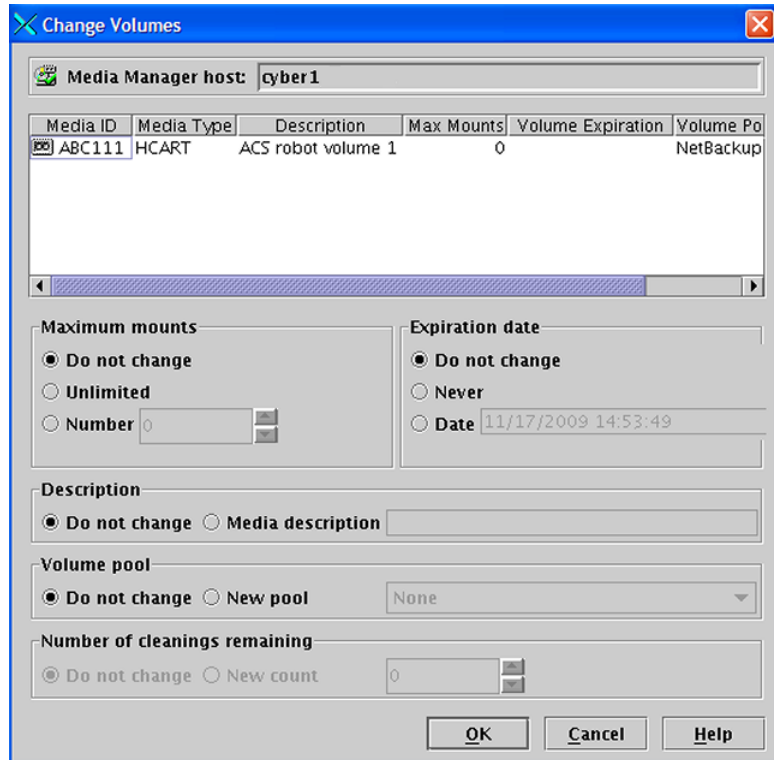 Change Volumes
Media Manager host: cyber1
Media ID Media Type Description Max Mounts Volume Expiration Volume Po
ABC111 HCART ACS robot volume 1 0 NetBackup
Maximum mounts
Do not change
Unlimited
Number 0
Expiration date
Do not change
Never
Date 11/17/2009 14:53:49
Description
Do not change Media description
Volume pool
Do not change New pool None
Number of cleanings remaining
Do not change New count 0
OK Cancel Help